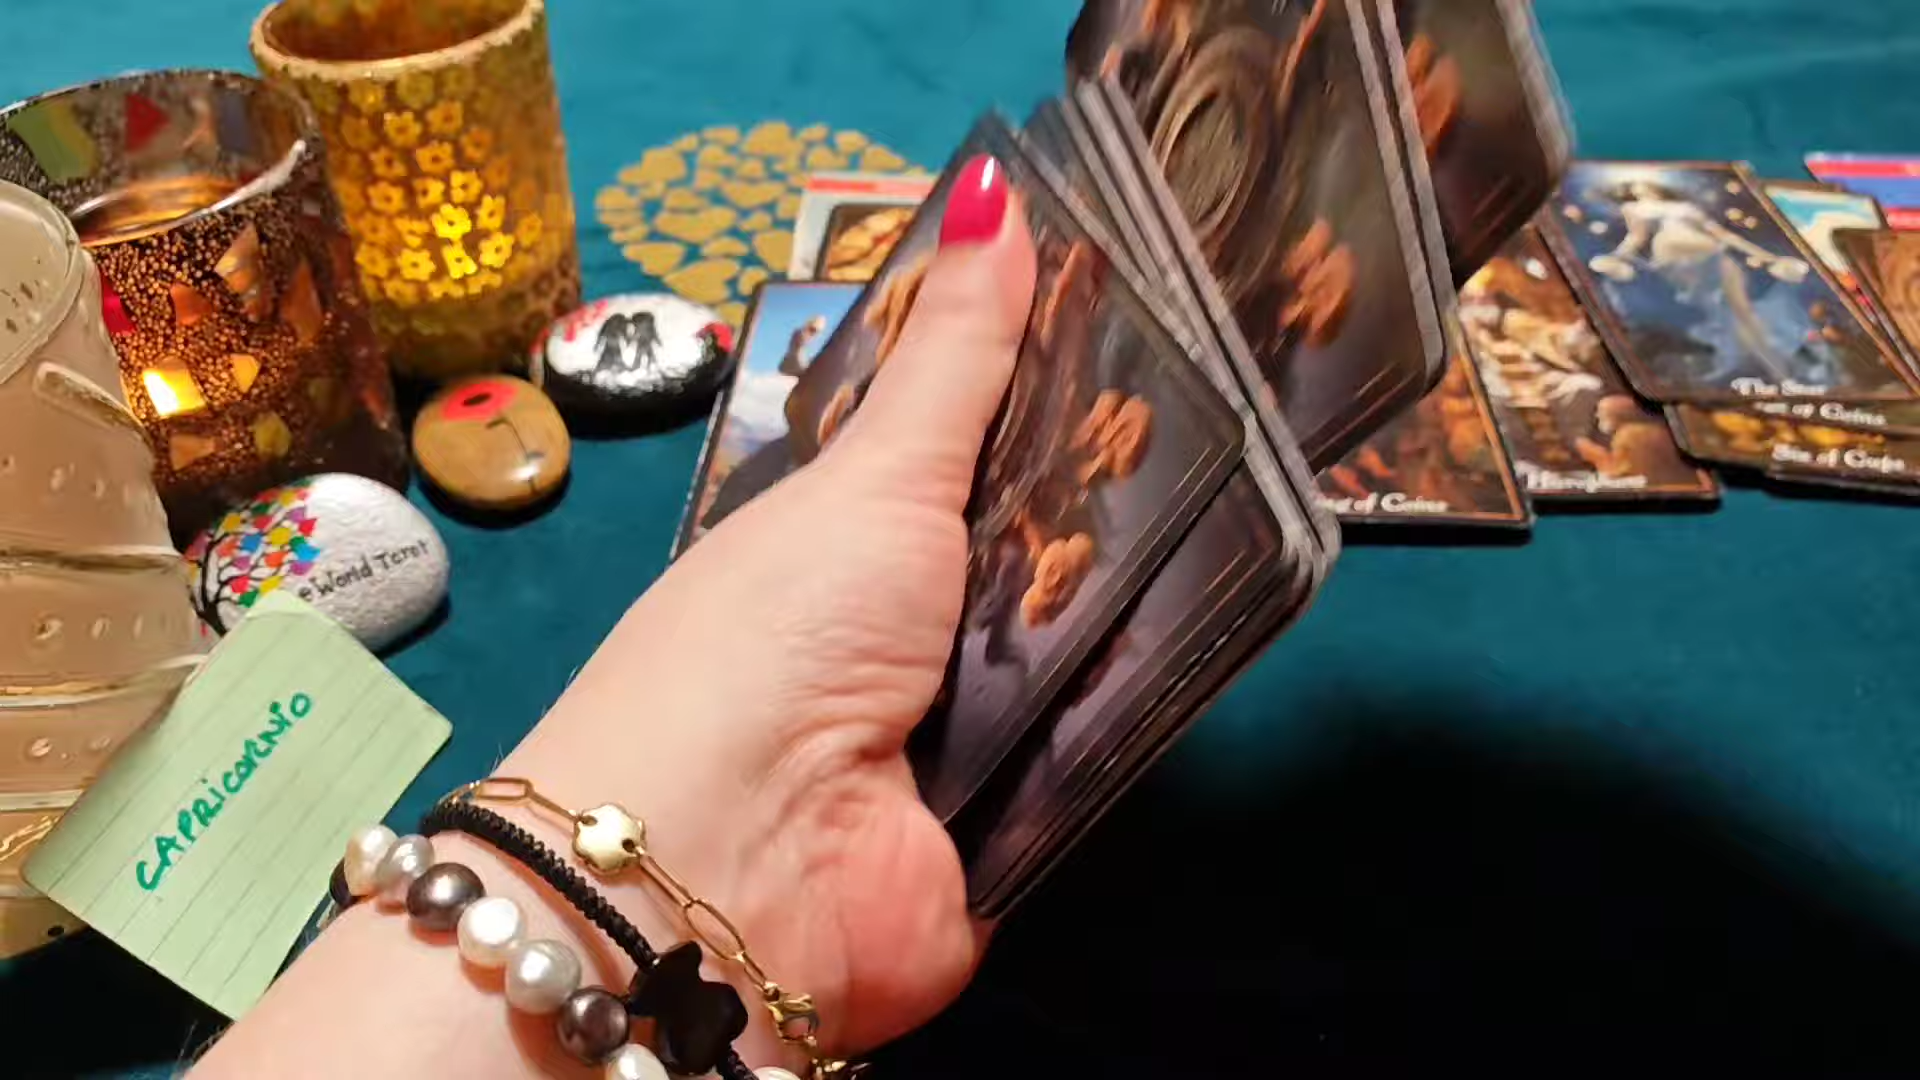 The Star
of Coins
Six of Cups
Hierophant
of Coins
e World Tarot
CAPRicoRNio